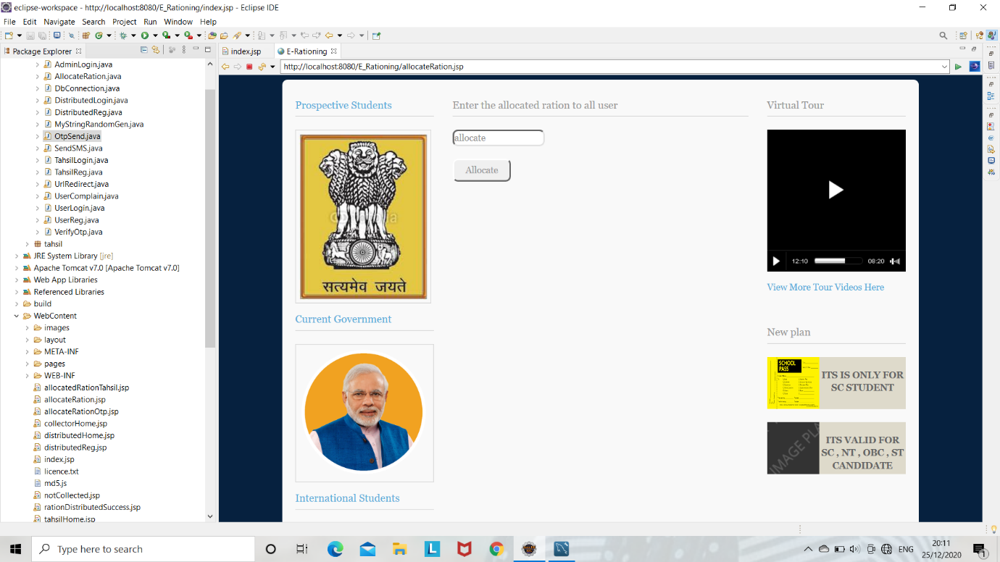 eclipse-workspace - http://localhost:8080/E_Rationing/index.jsp - Eclipse IDE
File Edit Navigate Search Project Run Window Help
Package Explorer
AdminLogin.java
AllocateRation.java
DbConnection.java
DistributedLogin.java
DistributedReg.java
MyStringRandomGen.java
OtpSend.java
SendSMS.java
TahsilLogin.java
TahsilReg.java
UrlRedirect.java
UserComplain.java
UserLogin.java
UserReg.java
VerifyOtp.java
tahsil
JRE System Library [jre]
Apache Tomcat v7.0 [Apache Tomcat v7.0]
Web App Libraries
Referenced Libraries
build
WebContent
images
layout
META-INF
pages
WEB-INF
allocatedRationTahsil.jsp
allocateRation.jsp
allocateRationOtp.jsp
collectorHome.jsp
distributedHome.jsp
distributedReg.jsp
index.jsp
licence.txt
md5.js
notCollected.jsp
rationDistributedSuccess.jsp
tahsilHome.jsp
index.jsp E-Rationing
http://localhost:8080/E_Rationing/allocateRation.jsp
Prospective Students
सत्यमेव जयते
Current Government
International Students
Enter the allocated ration to all user
allocate
Allocate
Virtual Tour
12:10 08:20
View More Tour Videos Here
New plan
SCHOOL
PASS
ITS IS ONLY FOR
SC STUDENT
IMAGE PLA
ITS VALID FOR
SC , NT , OBC , ST
CANDIDATE
Type here to search
L
ENG
20:11
25/12/2020
1